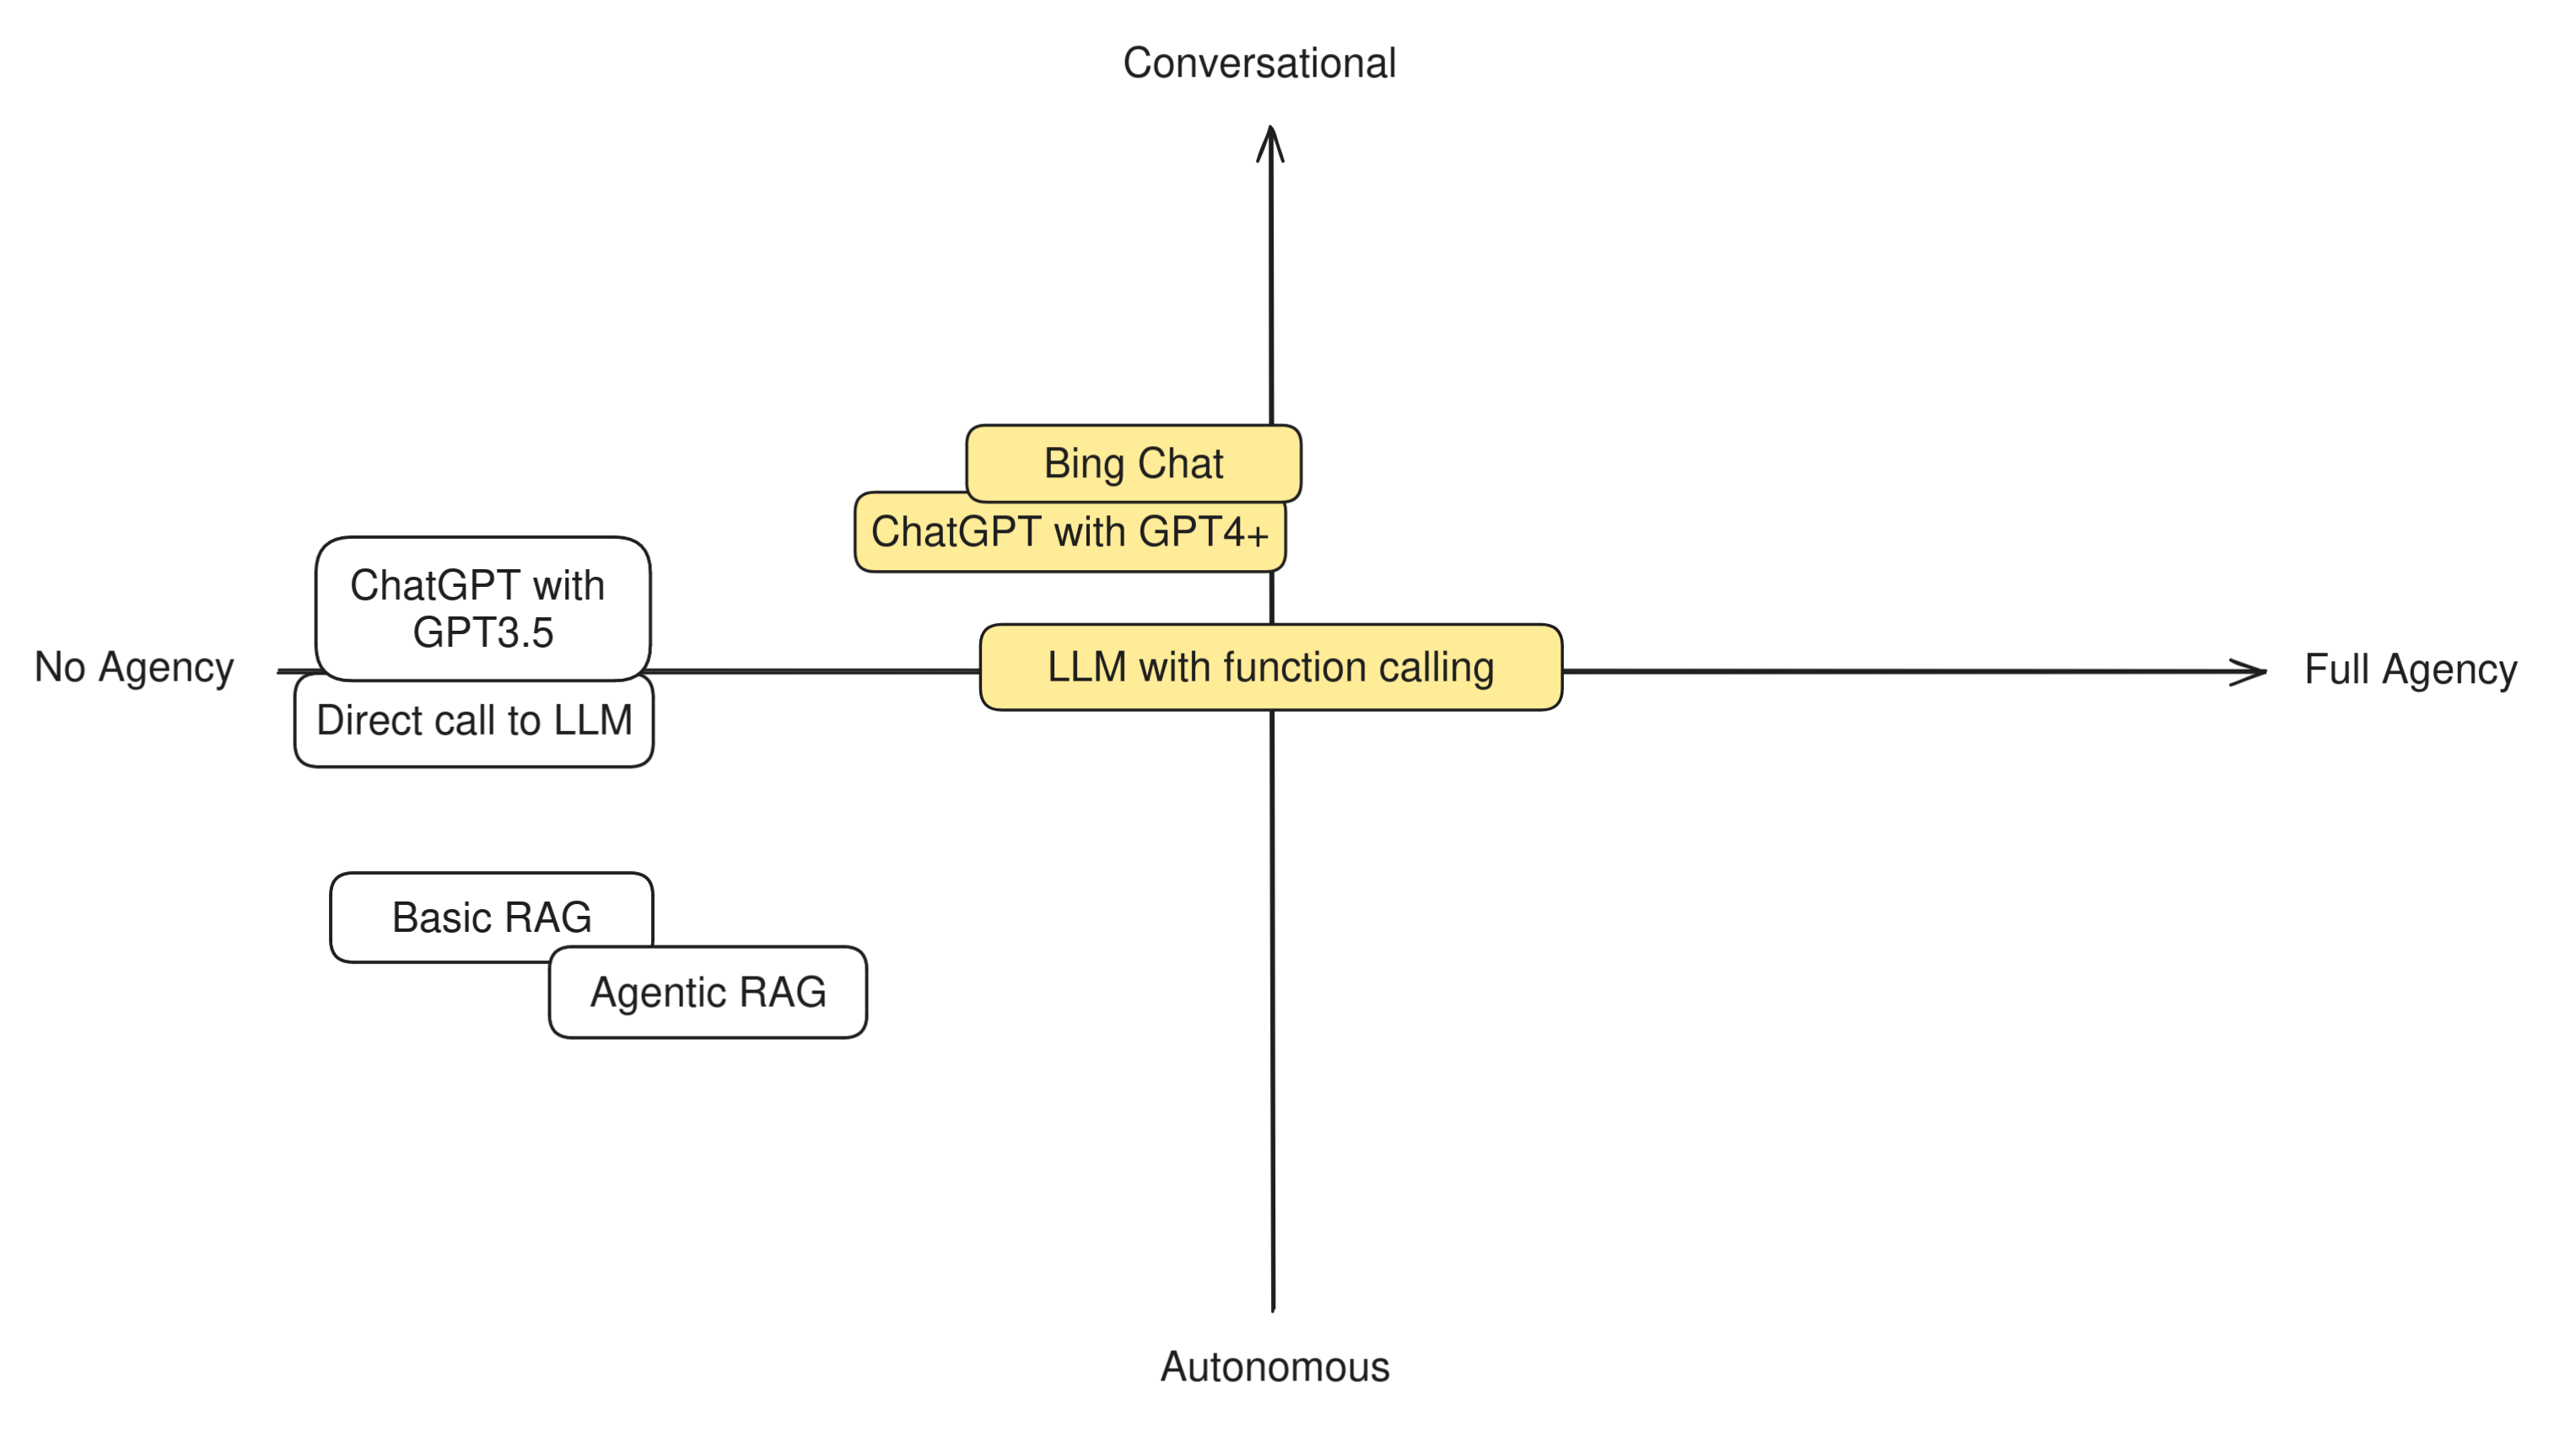 Conversational
Bing Chat
ChatGPT with GPT4+
ChatGPT with
GPT3.5
No Agency
LLM with function calling
Full Agency
Direct call to LLM
Basic RAG
Agentic RAG
Autonomous